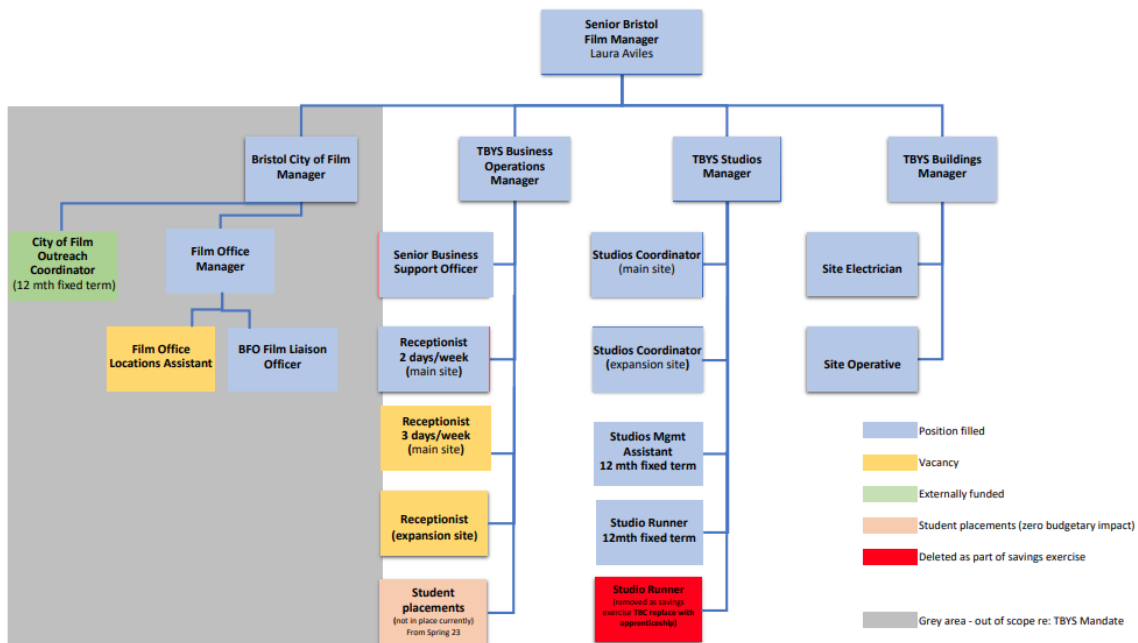 Senior Bristol
Film Manager
Laura Aviles
Bristol City of Film
Manager
TBYS Business
Operations
Manager
TBYS Studios
Manager
TBYS Buildings
Manager
City of Film
Outreach
Coordinator
(12 mth fixed term)
Film Office
Manager
Film Office
Locations Assistant
BFO Film Liaison
Officer
Senior Business
Support Officer
Receptionist
2 days/week
(main site)
Receptionist
3 days/week
(main site)
Receptionist
(expansion site)
Student
placements
(not in place currently)
From Spring 23
Studios Coordinator
(main site)
Studios Coordinator
(expansion site)
Studios Mgmt
Assistant
12 mth fixed term
Studio Runner
12mth fixed term
Studio Runner
(removed as savings
exercise TBC replace with
apprenticeship)
Site Electrician
Site Operative
Position filled
Vacancy
Externally funded
Student placements (zero budgetary impact)
Deleted as part of savings exercise
Grey area - out of scope re: TBYS Mandate